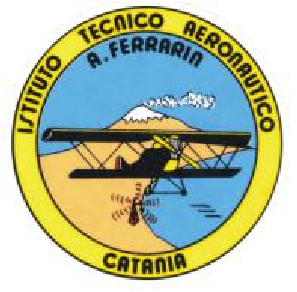 ISTITUTO TECNICO AERONAUTICO
A. FERRARIN
CATANIA